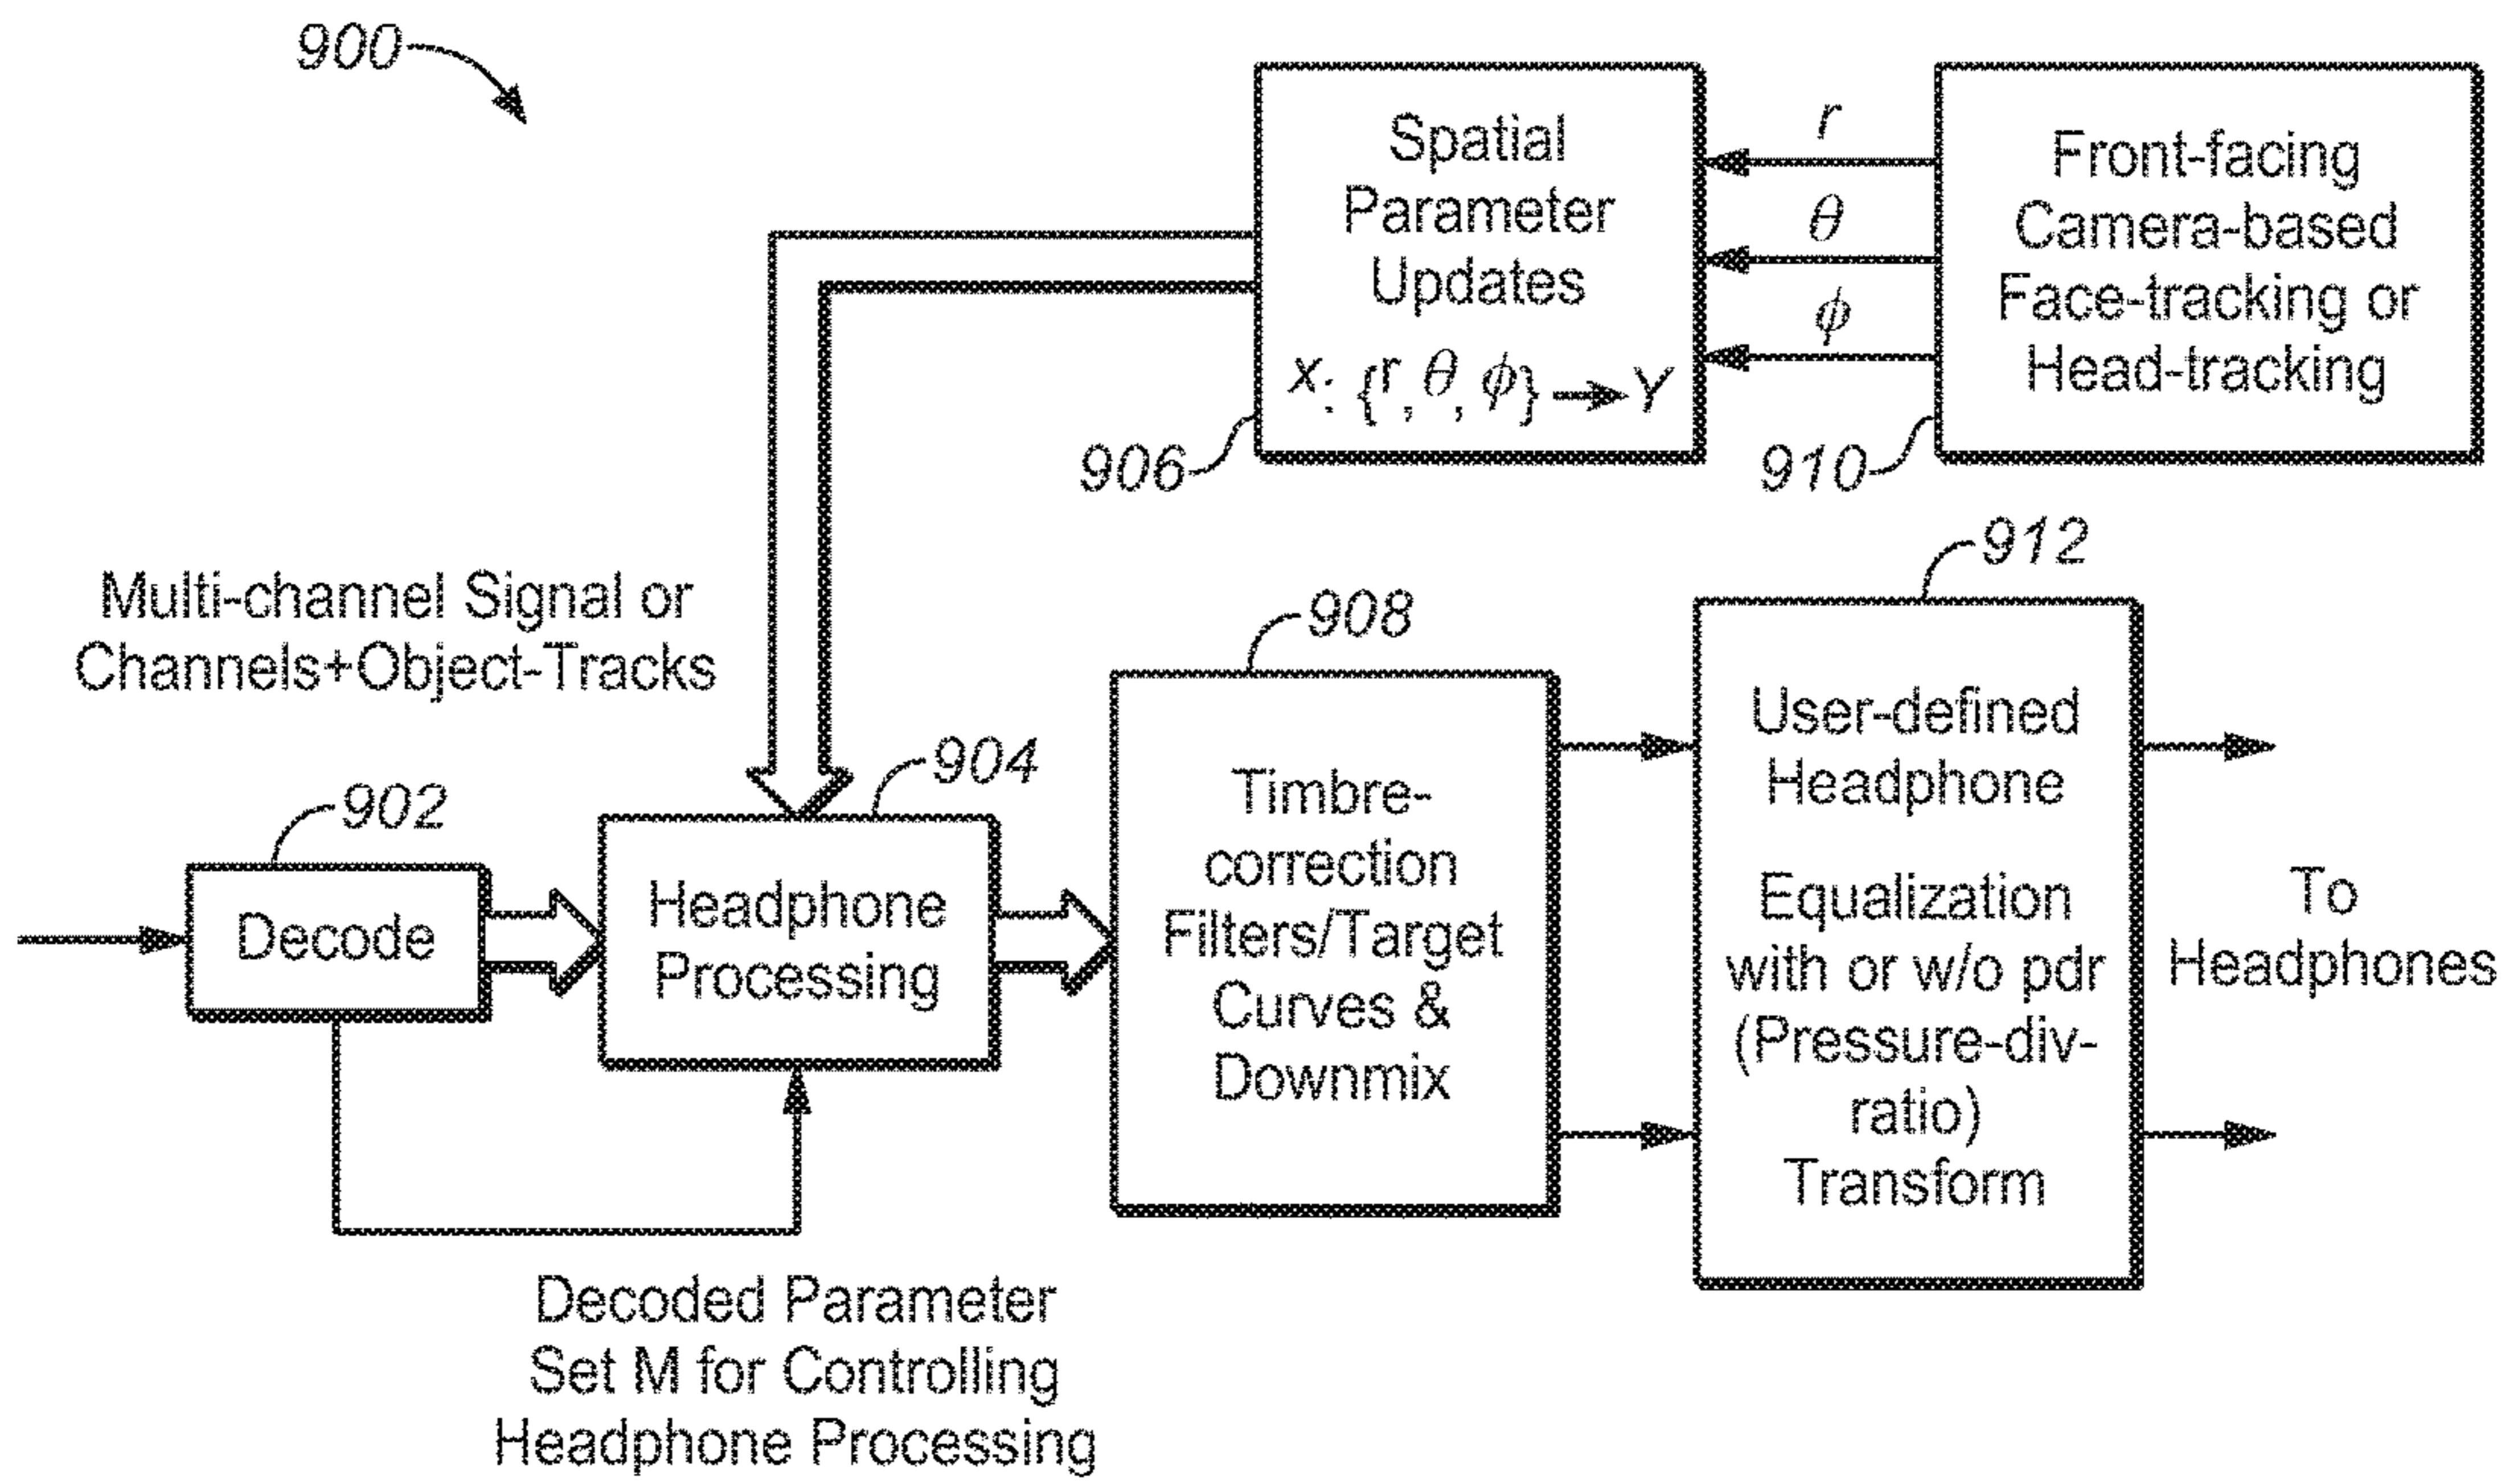 900
Spatial
Parameter
Updates
x: {r, θ, ϕ} → Y
906
r
θ
ϕ
Front-facing
Camera-based
Face-tracking or
Head-tracking
910
Multi-channel Signal or
Channels+Object-Tracks
902
Decode
904
Headphone
Processing
908
Timbre-
correction
Filters/Target
Curves &
Downmix
912
User-defined
Headphone
Equalization
with or w/o pdr
(Pressure-div-
ratio)
Transform
To
Headphones
Decoded Parameter
Set M for Controlling
Headphone Processing